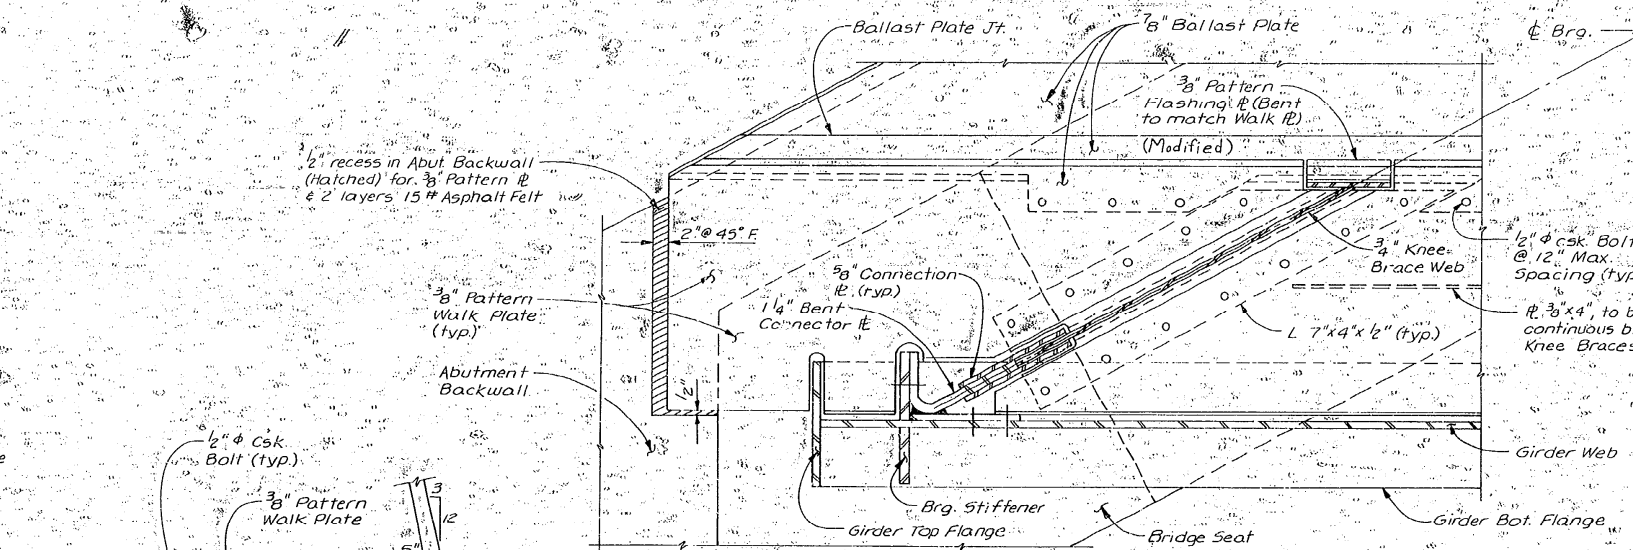 Ballast Plate Jt.
7/8" Ballast Plate
℄ Brg.
3/8" Pattern
Flashing ⅊ (Bent
to match Walk ⅊)
(Modified)
1/2" recess in Abut. Backwall
(Hatched) for 3/8" Pattern ⅊
& 2 layers 15# Asphalt Felt
2" @ 45° F.
5/8" Connection
⅊ (typ.)
1 1/4" Bent
Connector ⅊
3/4" Knee
Brace Web
1/2" φ csk. Bolt
@ 12" Max.
Spacing (typ
3/8" Pattern
Walk Plate
(typ.)
L 7"x4"x1/2" (typ.)
⅊ 3/8"x4", to b
continuous b
Knee Braces
Abutment
Backwall
1/2"
1/2" φ Csk.
Bolt (typ.)
3/8" Pattern
Walk Plate
3
12
5"
Girder Web
Brg. Stiffener
Girder Top Flange
Bridge Seat
Girder Bot. Flange